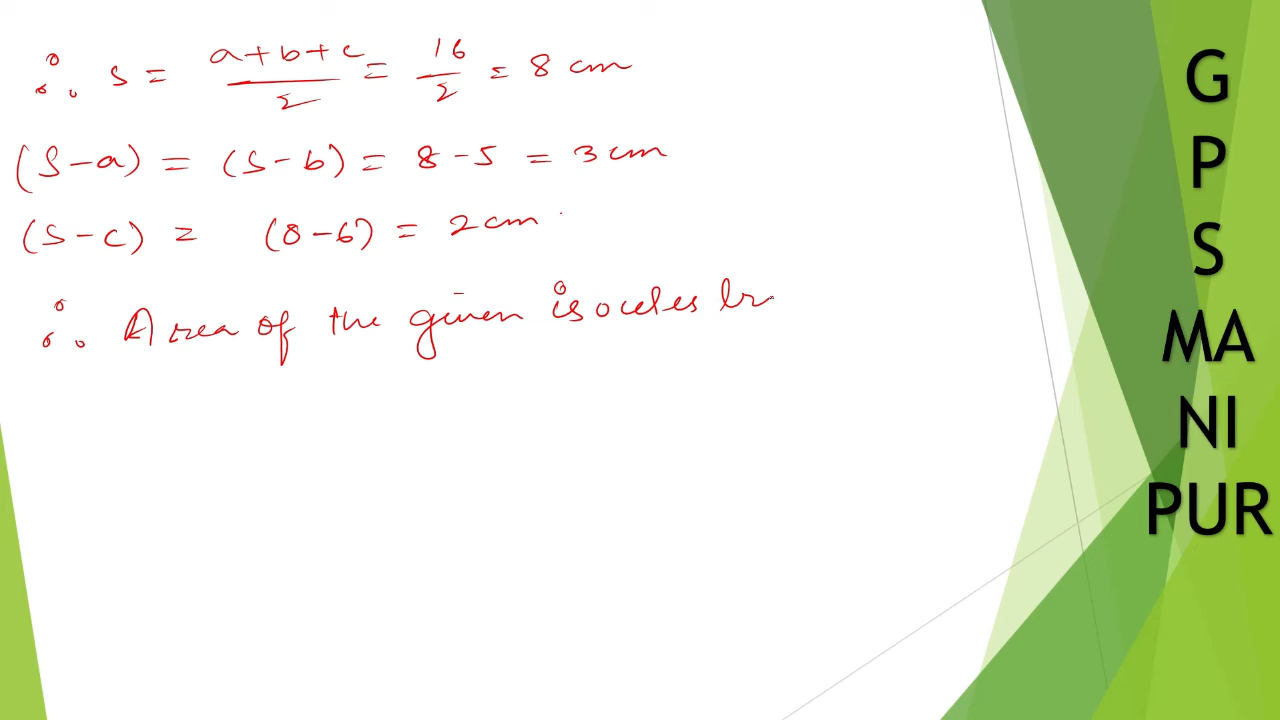 ∴ s = a+b+c/2 = 16/2 = 8 cm
(s-a) = (s-b) = 8-5 = 3 cm
(s-c) = (8-6) = 2 cm
∴ Area of the given isoceles tr
G
P
S
MA
NI
PUR